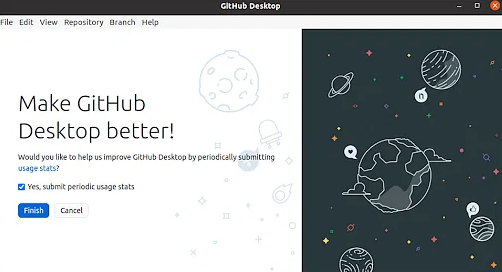 GitHub Desktop
File Edit View Repository Branch Help
Make GitHub
Desktop better!
Would you like to help us improve GitHub Desktop by periodically submitting
usage stats?
Yes, submit periodic usage stats
Finish Cancel